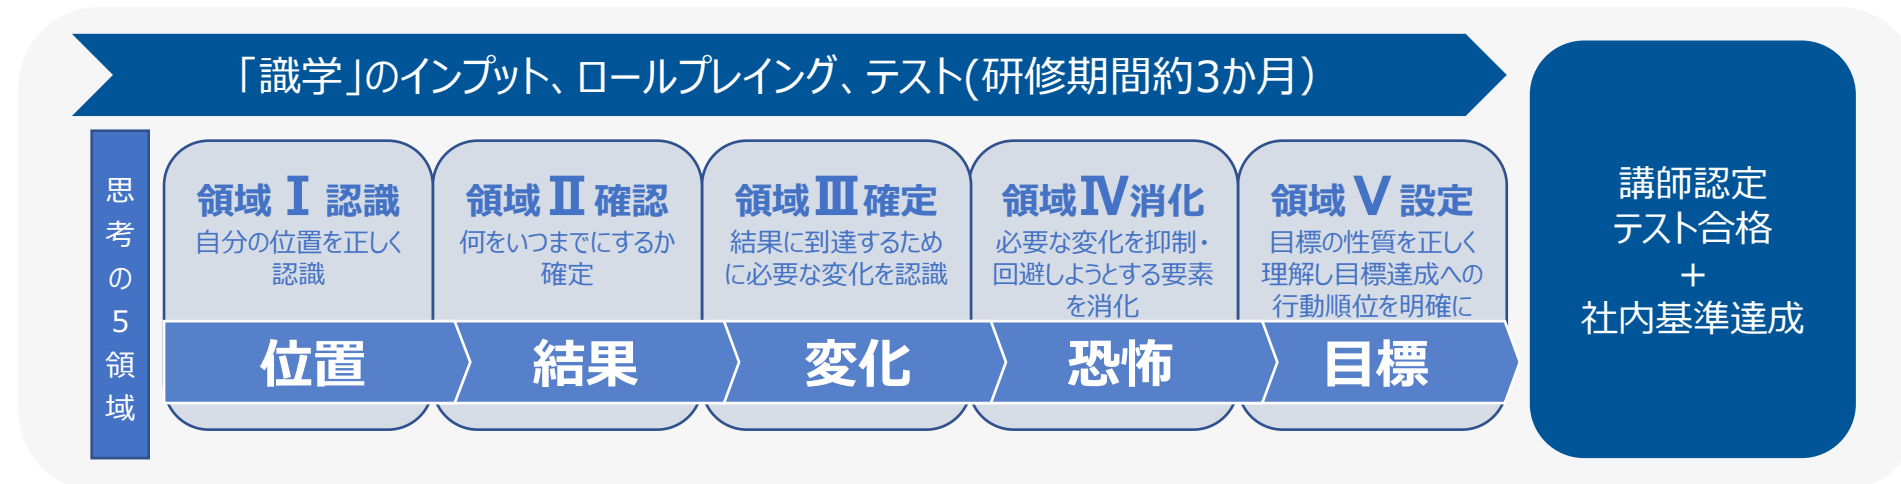 「識学」のインプット、ロールプレイング、テスト(研修期間約3か月）
思考の５領域
領域 Ⅰ 認識
自分の位置を正しく
認識
位置
領域 Ⅱ 確認
何をいつまでにするか
確定
結果
領域 Ⅲ 確定
結果に到達するため
に必要な変化を認識
変化
領域Ⅳ消化
必要な変化を抑制・
回避しようとする要素
を消化
恐怖
領域 Ⅴ 設定
目標の性質を正しく
理解し目標達成への
行動順位を明確に
目標
講師認定
テスト合格
＋
社内基準達成